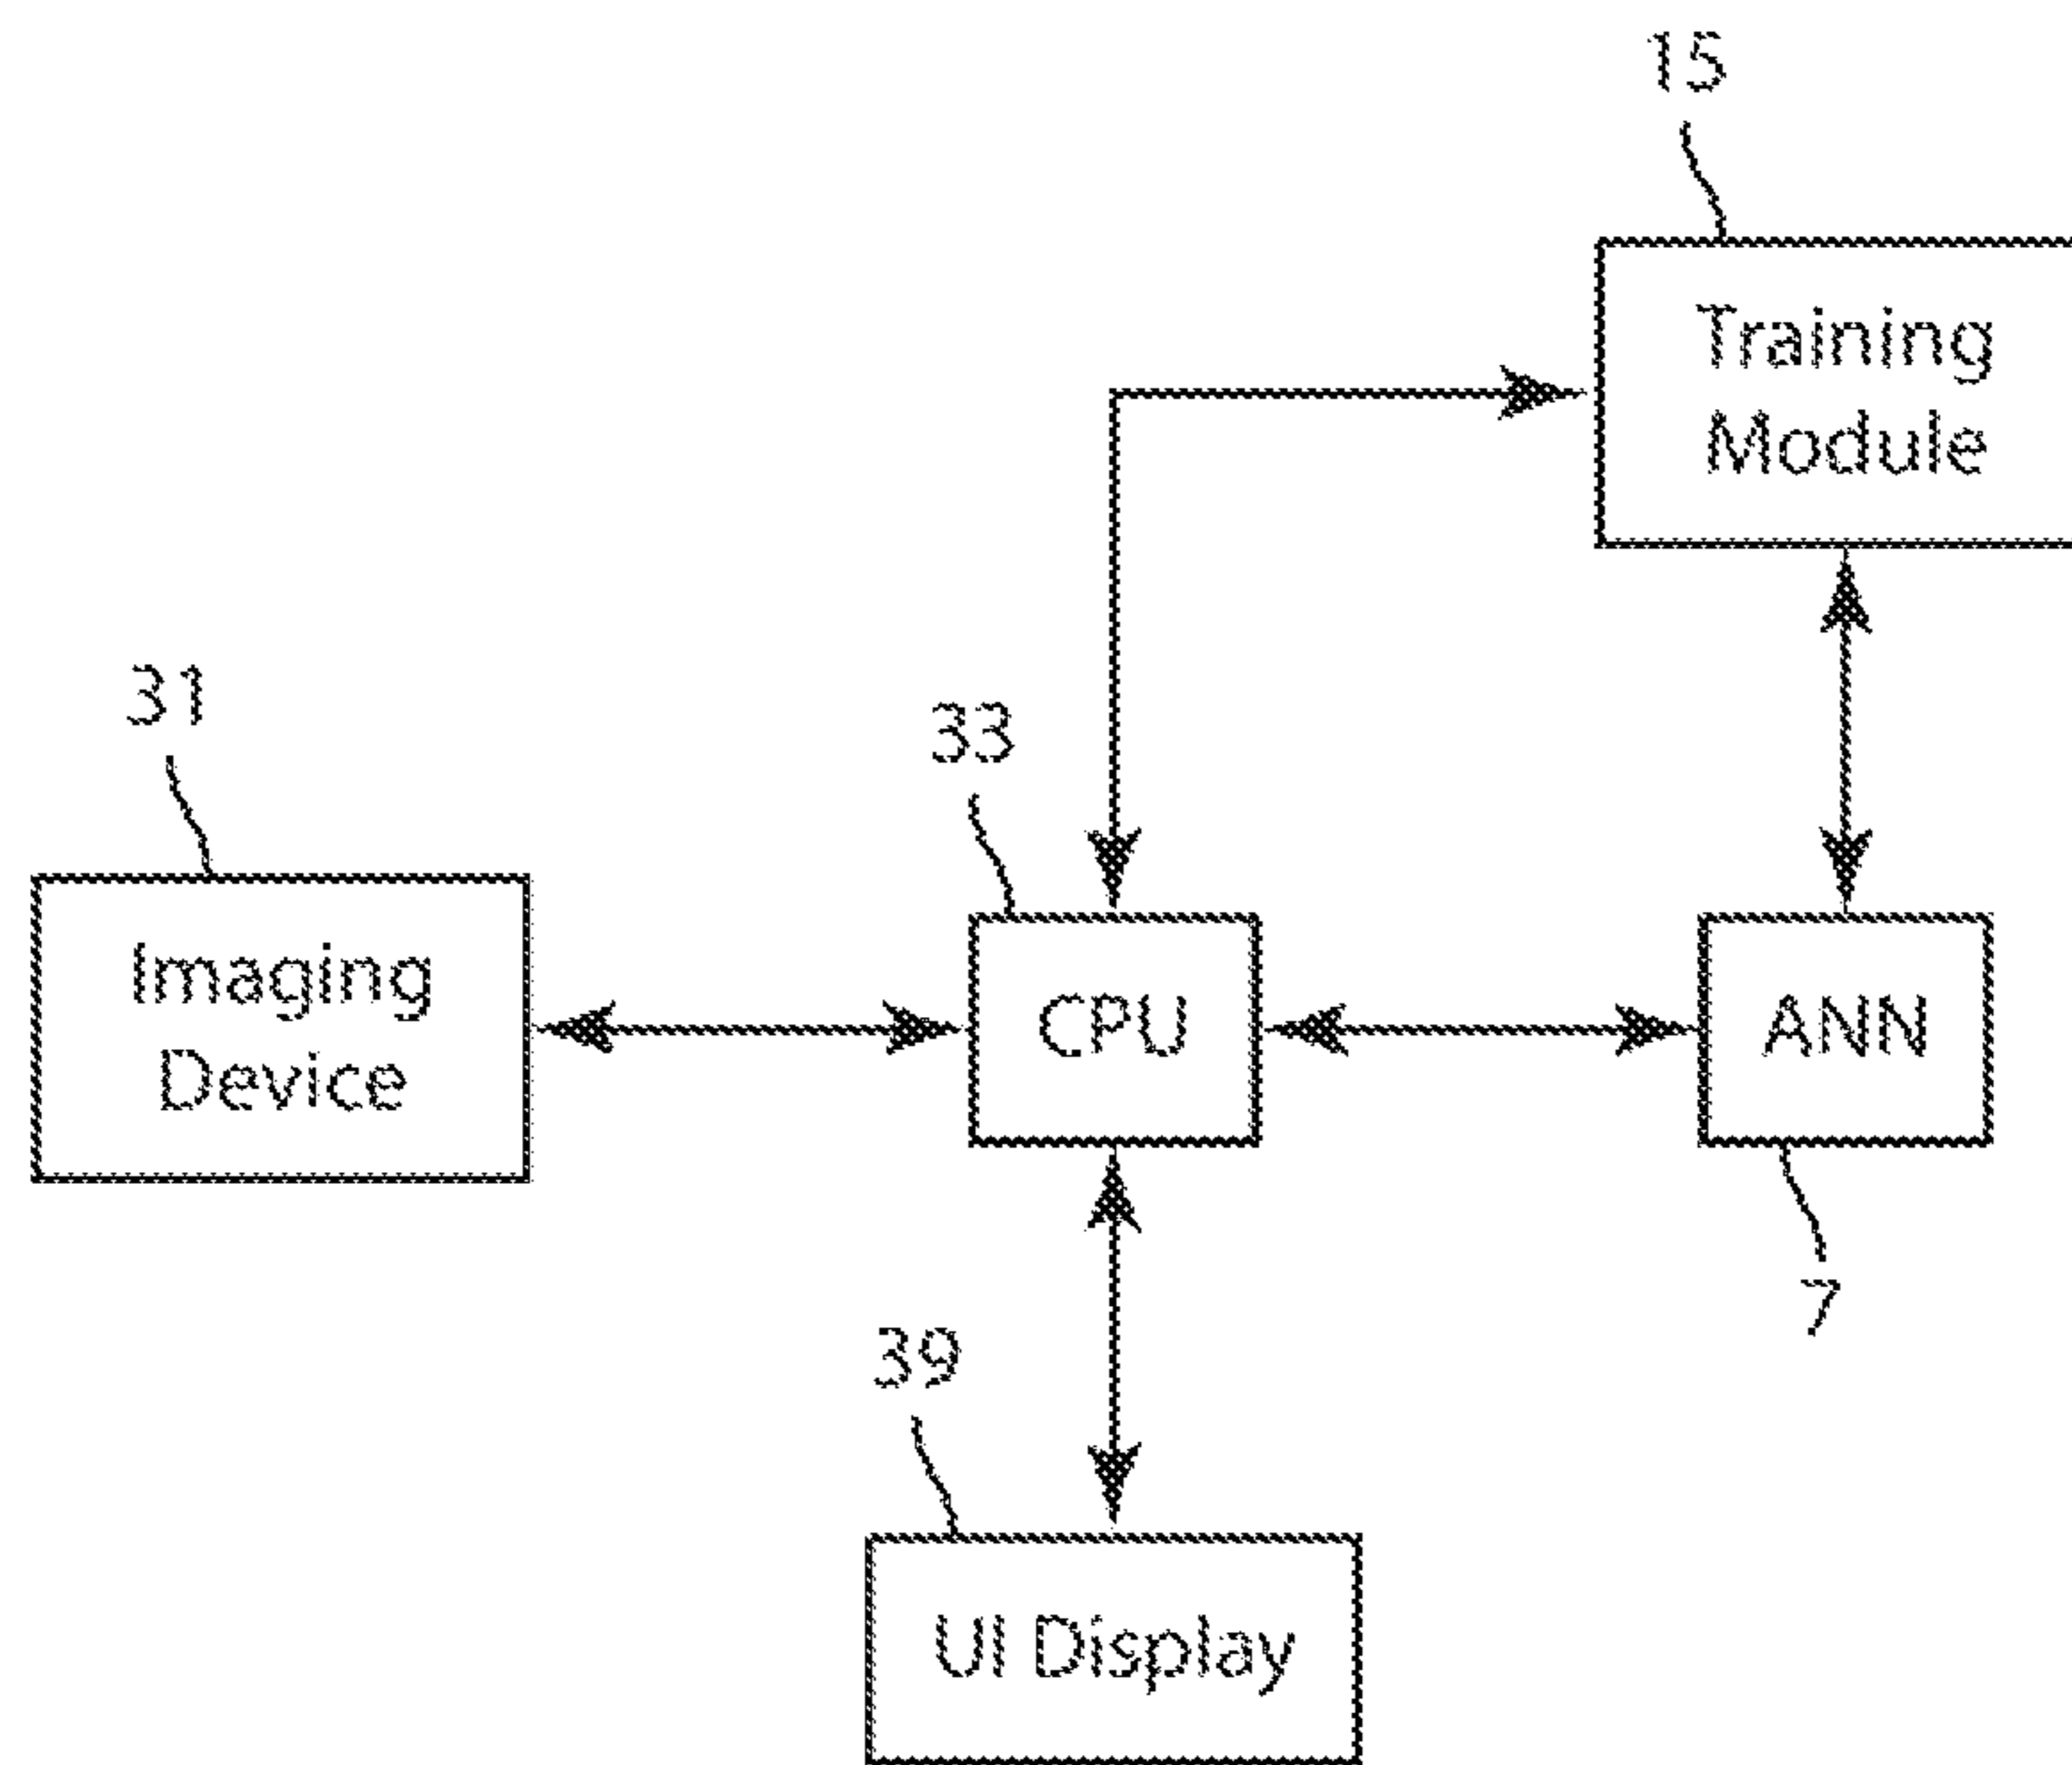 15
Training
Module
31
33
Imaging
Device
CPU
ANN
7
39
UI Display